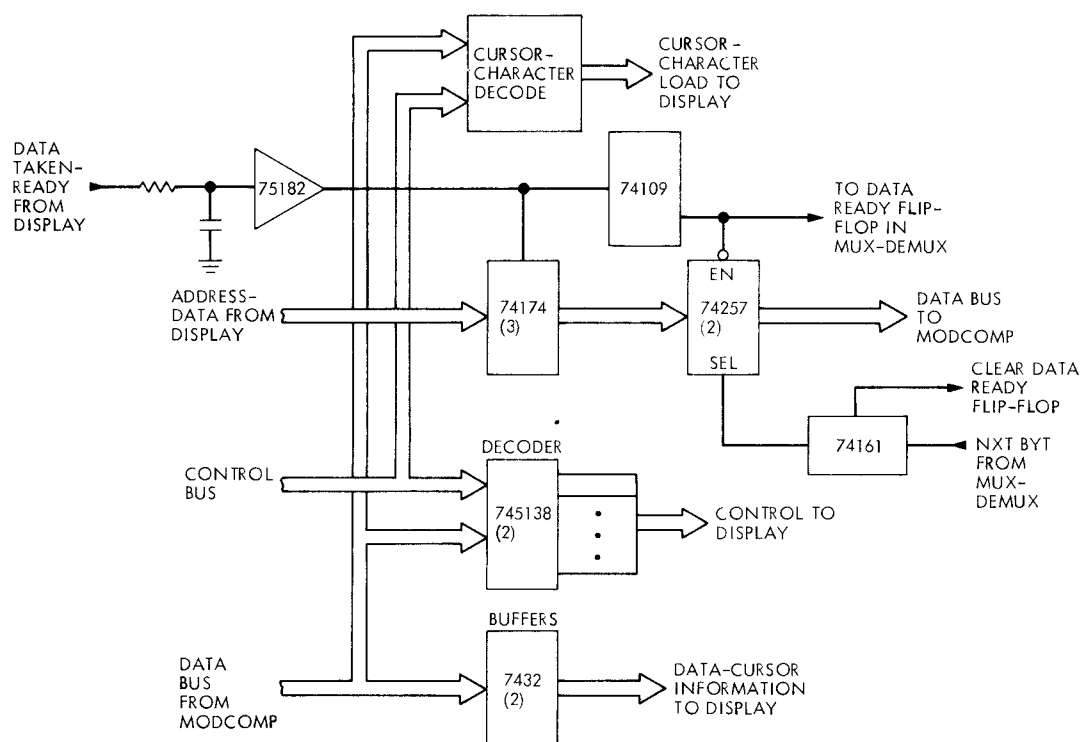 CURSOR-
CHARACTER
DECODE
CURSOR-
CHARACTER
LOAD TO
DISPLAY
DATA
TAKEN-
READY
FROM
DISPLAY
75182
74109
TO DATA
READY FLIP-
FLOP IN
MUX-DEMUX
ADDRESS-
DATA FROM
DISPLAY
74174
(3)
EN
74257
(2)
SEL
DATA BUS
TO
MODCOMP
CLEAR DATA
READY
FLIP-FLOP
74161
NXT BYT
FROM
MUX-
DEMUX
CONTROL
BUS
DECODER
745138
(2)
CONTROL TO
DISPLAY
DATA
BUS
FROM
MODCOMP
BUFFERS
7432
(2)
DATA-CURSOR
INFORMATION
TO DISPLAY